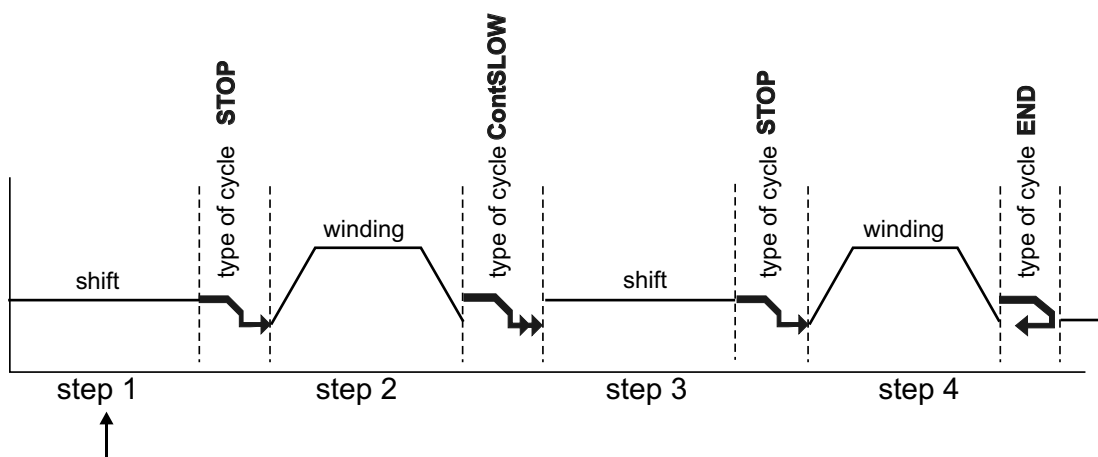 type of cycle STOP
type of cycle ContSLOW
type of cycle STOP
type of cycle END
shift
winding
shift
winding
step 1
step 2
step 3
step 4